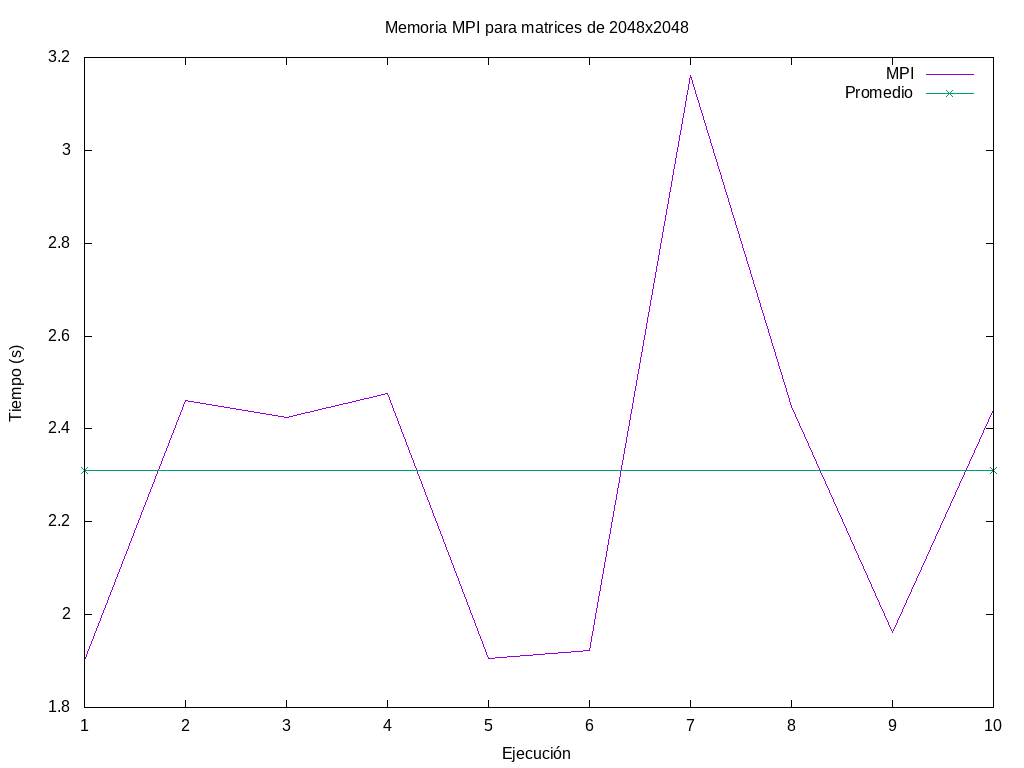 Memoria MPI para matrices de 2048x2048
MPI
Promedio
3.2
3
2.8
2.6
2.4
2.2
2
1.8
Tiempo (s)
1 2 3 4 5 6 7 8 9 10
Ejecución